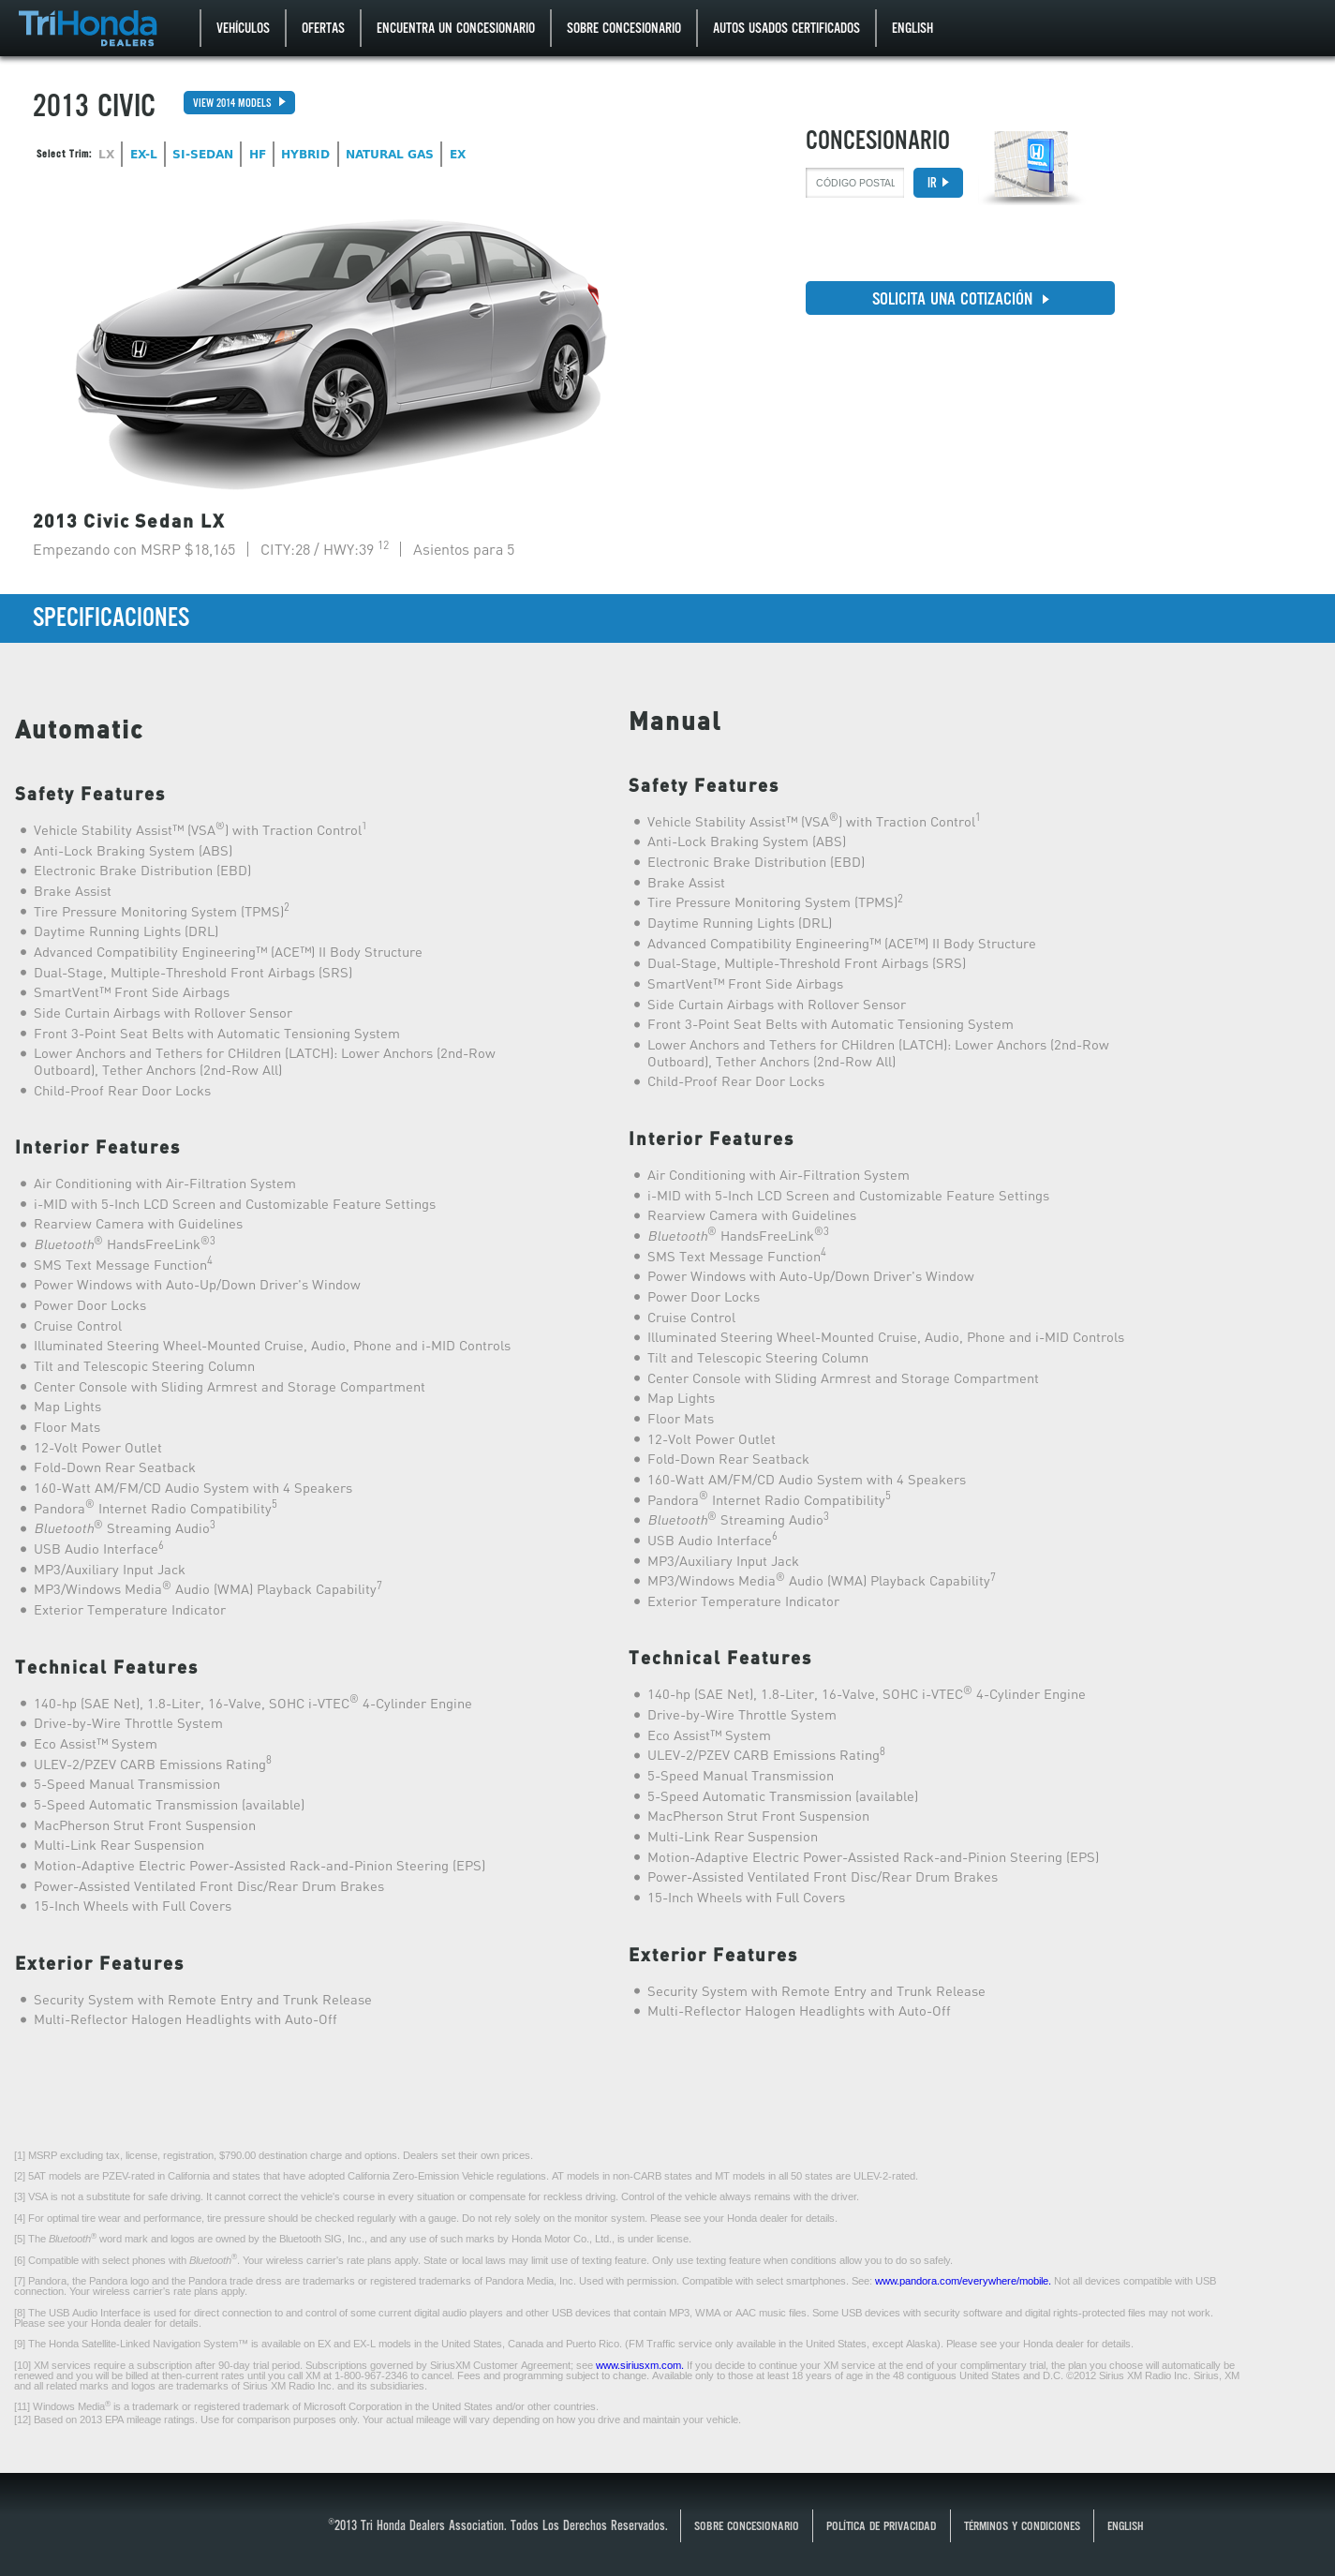 TriHonda
DEALERS
VEHÍCULOS
OFERTAS
ENCUENTRA UN CONCESIONARIO
SOBRE CONCESIONARIO
AUTOS USADOS CERTIFICADOS
ENGLISH
2013 CIVIC
VIEW 2014 MODELS
Select Trim: LX EX-L SI-SEDAN HF HYBRID NATURAL GAS EX
CONCESIONARIO
CÓDIGO POSTAL
IR
SOLICITA UNA COTIZACIÓN
2013 Civic Sedan LX
Empezando con MSRP $18,165 | CITY:28 / HWY:39 12 | Asientos para 5
SPECIFICACIONES
Automatic
Safety Features
Vehicle Stability Assist™ (VSA®) with Traction Control1
Anti-Lock Braking System (ABS)
Electronic Brake Distribution (EBD)
Brake Assist
Tire Pressure Monitoring System (TPMS)2
Daytime Running Lights (DRL)
Advanced Compatibility Engineering™ (ACE™) II Body Structure
Dual-Stage, Multiple-Threshold Front Airbags (SRS)
SmartVent™ Front Side Airbags
Side Curtain Airbags with Rollover Sensor
Front 3-Point Seat Belts with Automatic Tensioning System
Lower Anchors and Tethers for CHildren (LATCH): Lower Anchors (2nd-Row
Outboard), Tether Anchors (2nd-Row All)
Child-Proof Rear Door Locks
Interior Features
Air Conditioning with Air-Filtration System
i-MID with 5-Inch LCD Screen and Customizable Feature Settings
Rearview Camera with Guidelines
Bluetooth® HandsFreeLink®3
SMS Text Message Function4
Power Windows with Auto-Up/Down Driver's Window
Power Door Locks
Cruise Control
Illuminated Steering Wheel-Mounted Cruise, Audio, Phone and i-MID Controls
Tilt and Telescopic Steering Column
Center Console with Sliding Armrest and Storage Compartment
Map Lights
Floor Mats
12-Volt Power Outlet
Fold-Down Rear Seatback
160-Watt AM/FM/CD Audio System with 4 Speakers
Pandora® Internet Radio Compatibility5
Bluetooth® Streaming Audio3
USB Audio Interface6
MP3/Auxiliary Input Jack
MP3/Windows Media® Audio (WMA) Playback Capability7
Exterior Temperature Indicator
Technical Features
140-hp (SAE Net), 1.8-Liter, 16-Valve, SOHC i-VTEC® 4-Cylinder Engine
Drive-by-Wire Throttle System
Eco Assist™ System
ULEV-2/PZEV CARB Emissions Rating8
5-Speed Manual Transmission
5-Speed Automatic Transmission (available)
MacPherson Strut Front Suspension
Multi-Link Rear Suspension
Motion-Adaptive Electric Power-Assisted Rack-and-Pinion Steering (EPS)
Power-Assisted Ventilated Front Disc/Rear Drum Brakes
15-Inch Wheels with Full Covers
Exterior Features
Security System with Remote Entry and Trunk Release
Multi-Reflector Halogen Headlights with Auto-Off
Manual
Safety Features
Vehicle Stability Assist™ (VSA®) with Traction Control1
Anti-Lock Braking System (ABS)
Electronic Brake Distribution (EBD)
Brake Assist
Tire Pressure Monitoring System (TPMS)2
Daytime Running Lights (DRL)
Advanced Compatibility Engineering™ (ACE™) II Body Structure
Dual-Stage, Multiple-Threshold Front Airbags (SRS)
SmartVent™ Front Side Airbags
Side Curtain Airbags with Rollover Sensor
Front 3-Point Seat Belts with Automatic Tensioning System
Lower Anchors and Tethers for CHildren (LATCH): Lower Anchors (2nd-Row
Outboard), Tether Anchors (2nd-Row All)
Child-Proof Rear Door Locks
Interior Features
Air Conditioning with Air-Filtration System
i-MID with 5-Inch LCD Screen and Customizable Feature Settings
Rearview Camera with Guidelines
Bluetooth® HandsFreeLink®3
SMS Text Message Function4
Power Windows with Auto-Up/Down Driver's Window
Power Door Locks
Cruise Control
Illuminated Steering Wheel-Mounted Cruise, Audio, Phone and i-MID Controls
Tilt and Telescopic Steering Column
Center Console with Sliding Armrest and Storage Compartment
Map Lights
Floor Mats
12-Volt Power Outlet
Fold-Down Rear Seatback
160-Watt AM/FM/CD Audio System with 4 Speakers
Pandora® Internet Radio Compatibility5
Bluetooth® Streaming Audio3
USB Audio Interface6
MP3/Auxiliary Input Jack
MP3/Windows Media® Audio (WMA) Playback Capability7
Exterior Temperature Indicator
Technical Features
140-hp (SAE Net), 1.8-Liter, 16-Valve, SOHC i-VTEC® 4-Cylinder Engine
Drive-by-Wire Throttle System
Eco Assist™ System
ULEV-2/PZEV CARB Emissions Rating8
5-Speed Manual Transmission
5-Speed Automatic Transmission (available)
MacPherson Strut Front Suspension
Multi-Link Rear Suspension
Motion-Adaptive Electric Power-Assisted Rack-and-Pinion Steering (EPS)
Power-Assisted Ventilated Front Disc/Rear Drum Brakes
15-Inch Wheels with Full Covers
Exterior Features
Security System with Remote Entry and Trunk Release
Multi-Reflector Halogen Headlights with Auto-Off
[1] MSRP excluding tax, license, registration, $790.00 destination charge and options. Dealers set their own prices.
[2] 5AT models are PZEV-rated in California and states that have adopted California Zero-Emission Vehicle regulations. AT models in non-CARB states and MT models in all 50 states are ULEV-2-rated.
[3] VSA is not a substitute for safe driving. It cannot correct the vehicle's course in every situation or compensate for reckless driving. Control of the vehicle always remains with the driver.
[4] For optimal tire wear and performance, tire pressure should be checked regularly with a gauge. Do not rely solely on the monitor system. Please see your Honda dealer for details.
[5] The Bluetooth® word mark and logos are owned by the Bluetooth SIG, Inc., and any use of such marks by Honda Motor Co., Ltd., is under license.
[6] Compatible with select phones with Bluetooth®. Your wireless carrier's rate plans apply. State or local laws may limit use of texting feature. Only use texting feature when conditions allow you to do so safely.
[7] Pandora, the Pandora logo and the Pandora trade dress are trademarks or registered trademarks of Pandora Media, Inc. Used with permission. Compatible with select smartphones. See: www.pandora.com/everywhere/mobile. Not all devices compatible with USB
connection. Your wireless carrier's rate plans apply.
[8] The USB Audio Interface is used for direct connection to and control of some current digital audio players and other USB devices that contain MP3, WMA or AAC music files. Some USB devices with security software and digital rights-protected files may not work.
Please see your Honda dealer for details.
[9] The Honda Satellite-Linked Navigation System™ is available on EX and EX-L models in the United States, Canada and Puerto Rico. (FM Traffic service only available in the United States, except Alaska). Please see your Honda dealer for details.
[10] XM services require a subscription after 90-day trial period. Subscriptions governed by SiriusXM Customer Agreement; see www.siriusxm.com. If you decide to continue your XM service at the end of your complimentary trial, the plan you choose will automatically be
renewed and you will be billed at then-current rates until you call XM at 1-800-967-2346 to cancel. Fees and programming subject to change. Available only to those at least 18 years of age in the 48 contiguous United States and D.C. ©2012 Sirius XM Radio Inc. Sirius, XM
and all related marks and logos are trademarks of Sirius XM Radio Inc. and its subsidiaries.
[11] Windows Media® is a trademark or registered trademark of Microsoft Corporation in the United States and/or other countries.
[12] Based on 2013 EPA mileage ratings. Use for comparison purposes only. Your actual mileage will vary depending on how you drive and maintain your vehicle.
®2013 Tri Honda Dealers Association. Todos Los Derechos Reservados.
SOBRE CONCESIONARIO
POLÍTICA DE PRIVACIDAD
TÉRMINOS Y CONDICIONES
ENGLISH